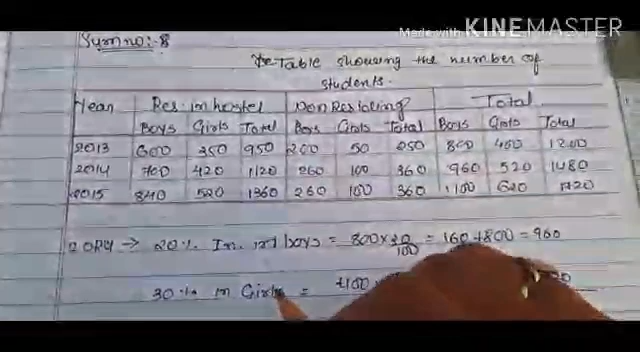 Made with KINEMASTER
Sum no:- 8
Table showing the number of
students.
Year Res. in hostel Non Residing Total
Boys Girls Total Boys Girls Total Boys Girls Total
2013 600 350 950 200 50 250 800 400 1200
2014 700 420 1120 260 100 360 960 520 1480
2015 840 520 1360 260 100 360 1100 620 1720
20% In boys = 800 × 20/100 = 160 + 800 = 960
30% in Girls = 400